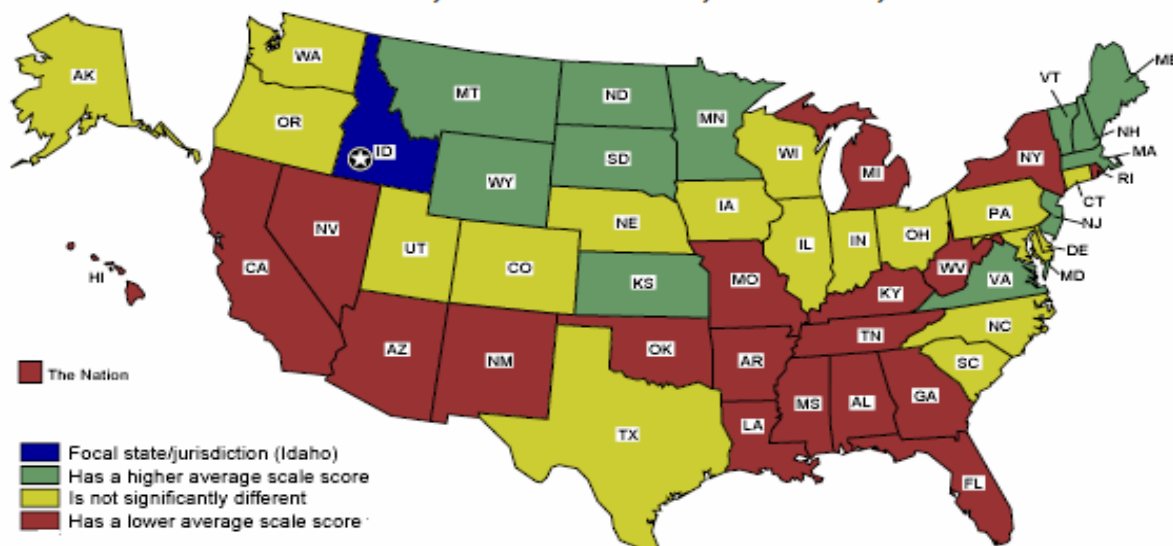 AK
WA
OR
ID
MT
ND
MN
SD
WY
WI
MI
NY
VT
NH
MA
RI
CT
NJ
PA
DE
MD
NE
IA
IL
IN
OH
WV
VA
NV
UT
CO
KS
MO
KY
CA
HI
NC
TN
SC
AZ
NM
OK
AR
MS
AL
GA
LA
TX
FL
The Nation
Focal state/jurisdiction (Idaho)
Has a higher average scale score
Is not significantly different
Has a lower average scale score